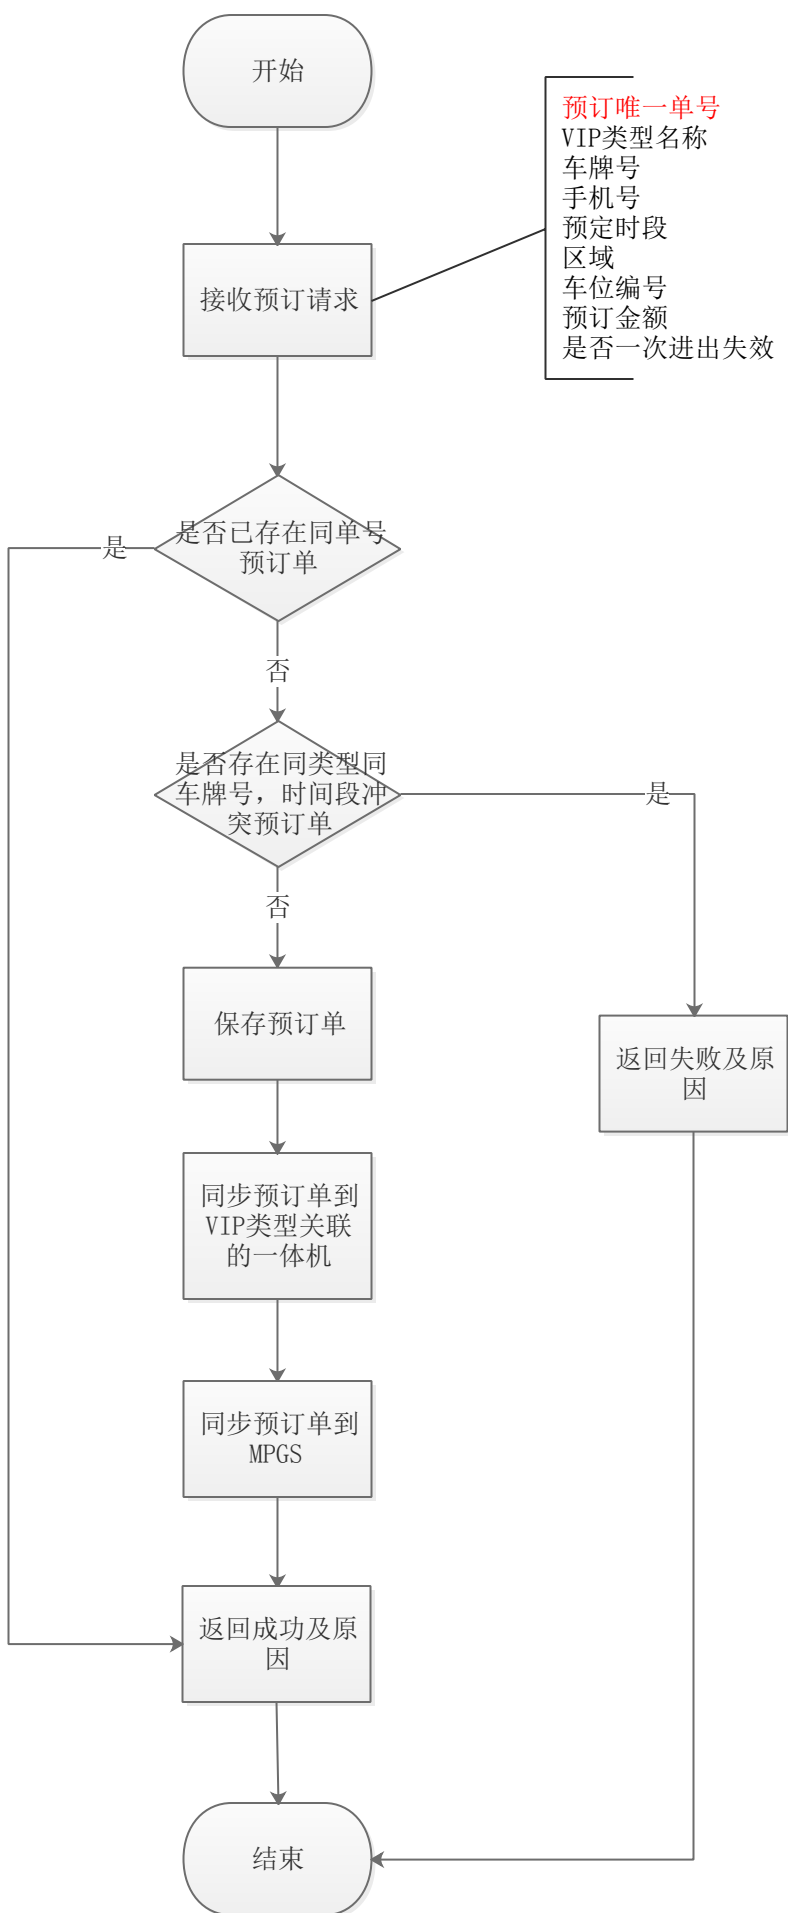 开始
预订唯一单号
VIP类型名称
车牌号
手机号
预定时段
区域
车位编号
预订金额
是否一次进出失效
接收预订请求
是否已存在同单号
预订单
是
否
是否存在同类型同
车牌号，时间段冲
突预订单
是
否
保存预订单
返回失败及原
因
同步预订单到
VIP类型关联
的一体机
同步预订单到
MPGS
返回成功及原
因
结束